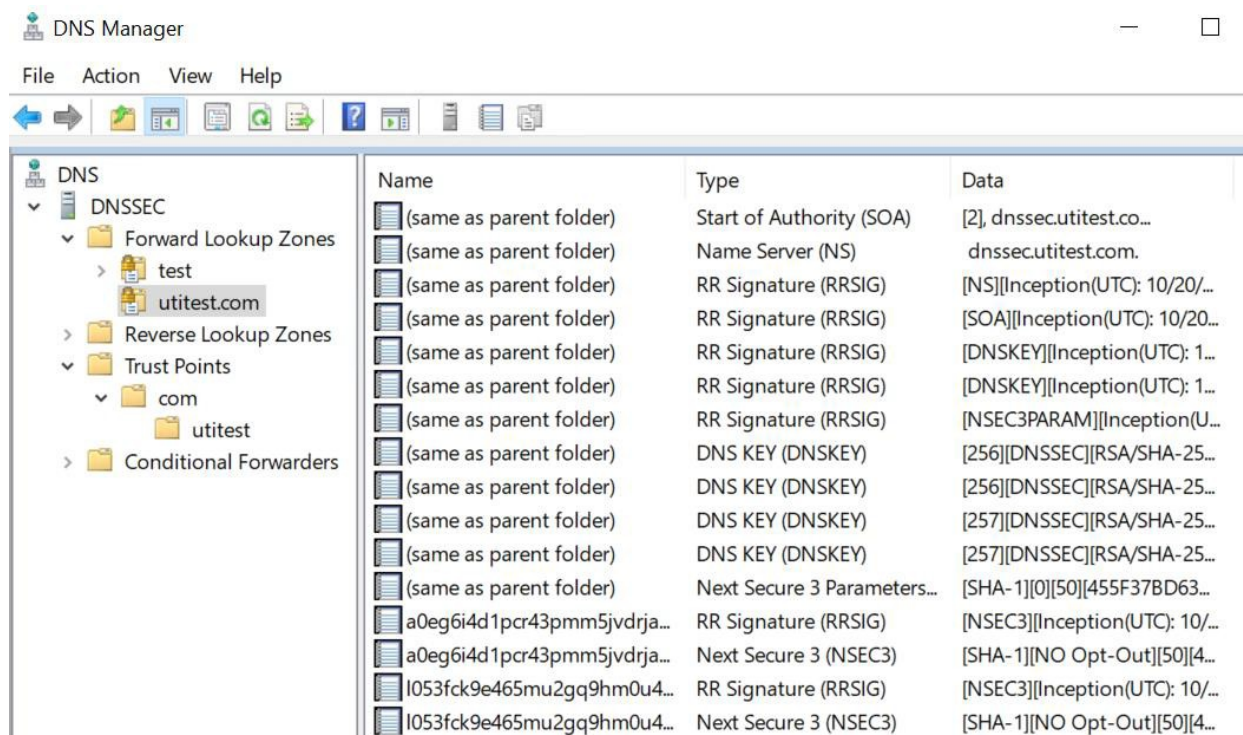 DNS Manager
File Action View Help
DNS
DNSSEC
Forward Lookup Zones
test
utitest.com
Reverse Lookup Zones
Trust Points
com
utitest
Conditional Forwarders
Name Type Data
(same as parent folder) Start of Authority (SOA) [2], dnssec.utitest.co...
(same as parent folder) Name Server (NS) dnssec.utitest.com.
(same as parent folder) RR Signature (RRSIG) [NS][Inception(UTC): 10/20/...
(same as parent folder) RR Signature (RRSIG) [SOA][Inception(UTC): 10/20...
(same as parent folder) RR Signature (RRSIG) [DNSKEY][Inception(UTC): 1...
(same as parent folder) RR Signature (RRSIG) [DNSKEY][Inception(UTC): 1...
(same as parent folder) RR Signature (RRSIG) [NSEC3PARAM][Inception(U...
(same as parent folder) DNS KEY (DNSKEY) [256][DNSSEC][RSA/SHA-25...
(same as parent folder) DNS KEY (DNSKEY) [256][DNSSEC][RSA/SHA-25...
(same as parent folder) DNS KEY (DNSKEY) [257][DNSSEC][RSA/SHA-25...
(same as parent folder) DNS KEY (DNSKEY) [257][DNSSEC][RSA/SHA-25...
(same as parent folder) Next Secure 3 Parameters... [SHA-1][0][50][455F37BD63...
a0eg6i4d1pcr43pmm5jvdrja... RR Signature (RRSIG) [NSEC3][Inception(UTC): 10/...
a0eg6i4d1pcr43pmm5jvdrja... Next Secure 3 (NSEC3) [SHA-1][NO Opt-Out][50][4...
l053fck9e465mu2gq9hm0u4... RR Signature (RRSIG) [NSEC3][Inception(UTC): 10/...
l053fck9e465mu2gq9hm0u4... Next Secure 3 (NSEC3) [SHA-1][NO Opt-Out][50][4...